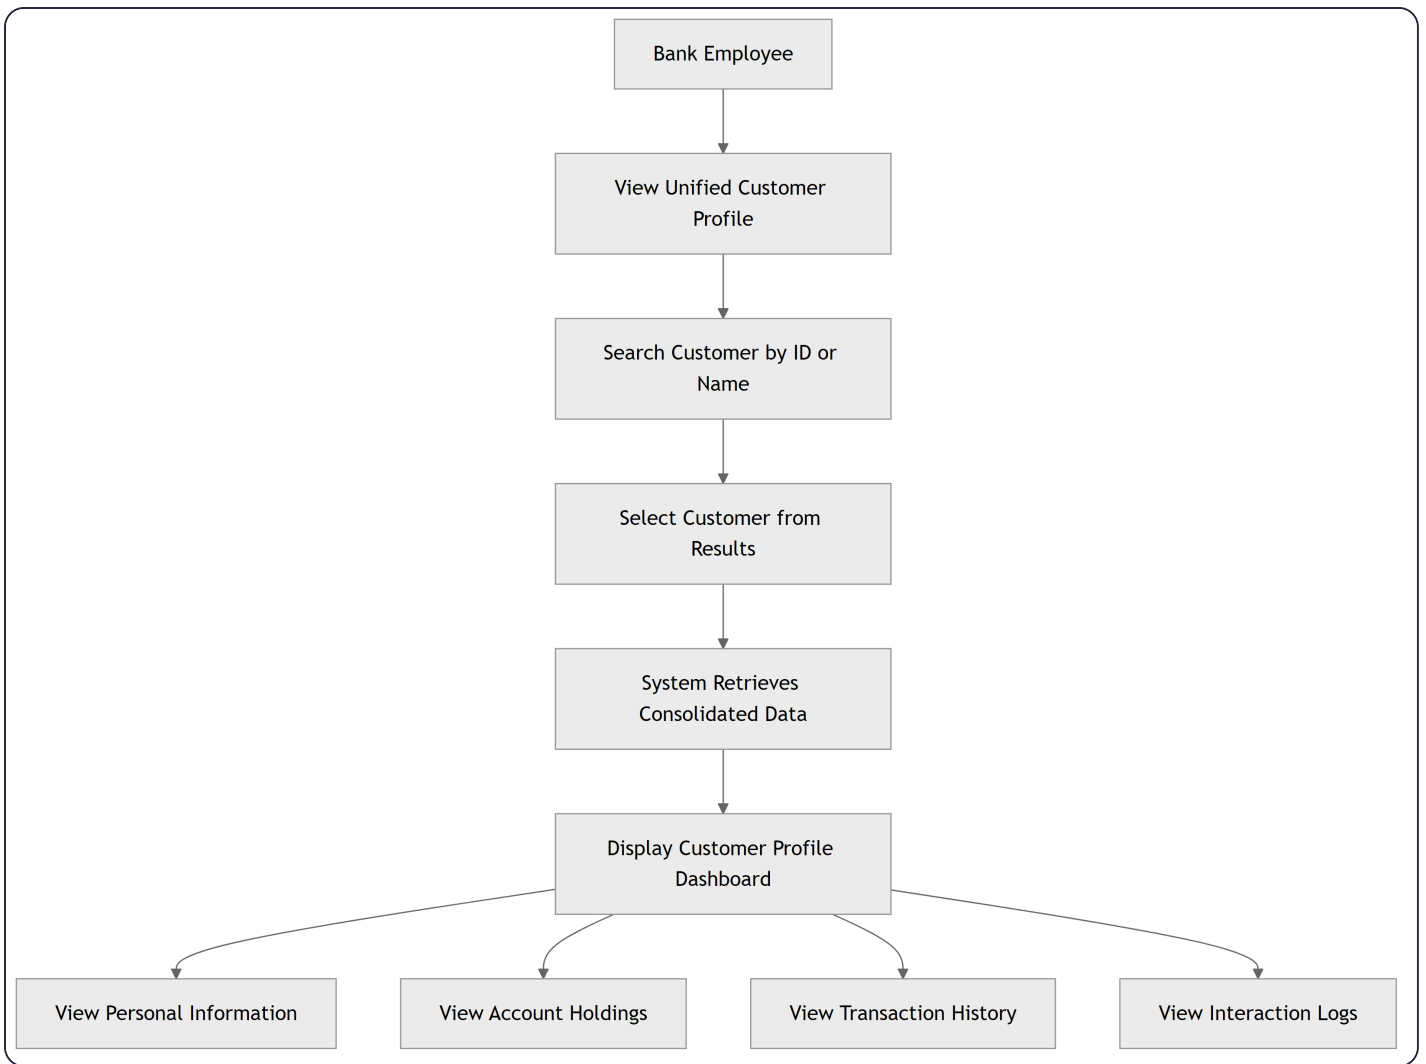 Bank Employee
View Unified Customer
Profile
Search Customer by ID or
Name
Select Customer from
Results
System Retrieves
Consolidated Data
Display Customer Profile
Dashboard
View Personal Information
View Account Holdings
View Transaction History
View Interaction Logs